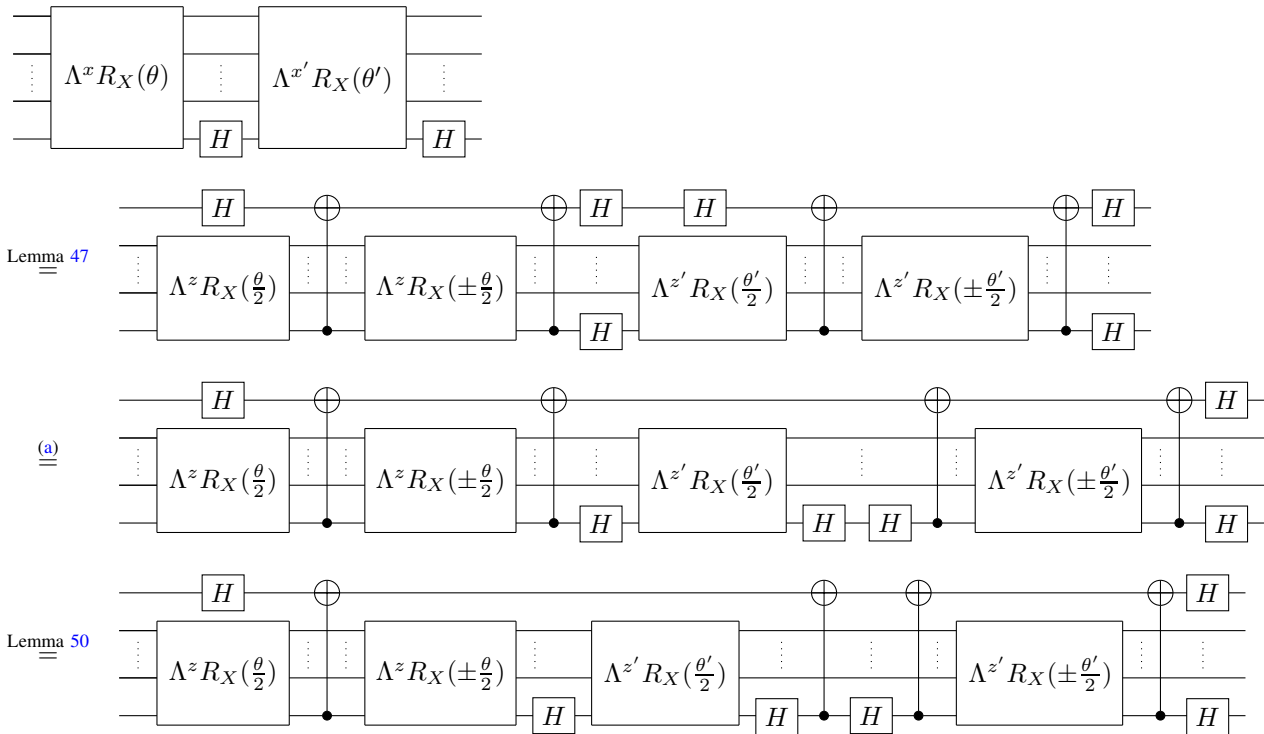 Λ^x R_X(θ) Λ^{x'} R_X(θ')
H H
H H H H
Lemma 47
= Λ^z R_X(θ/2) Λ^z R_X(±θ/2) Λ^{z'} R_X(θ'/2) Λ^{z'} R_X(±θ'/2)
H H
H H
(a)
= Λ^z R_X(θ/2) Λ^z R_X(±θ/2) Λ^{z'} R_X(θ'/2) Λ^{z'} R_X(±θ'/2)
H H H H
H H
Lemma 50
= Λ^z R_X(θ/2) Λ^z R_X(±θ/2) Λ^{z'} R_X(θ'/2) Λ^{z'} R_X(±θ'/2)
H H H H